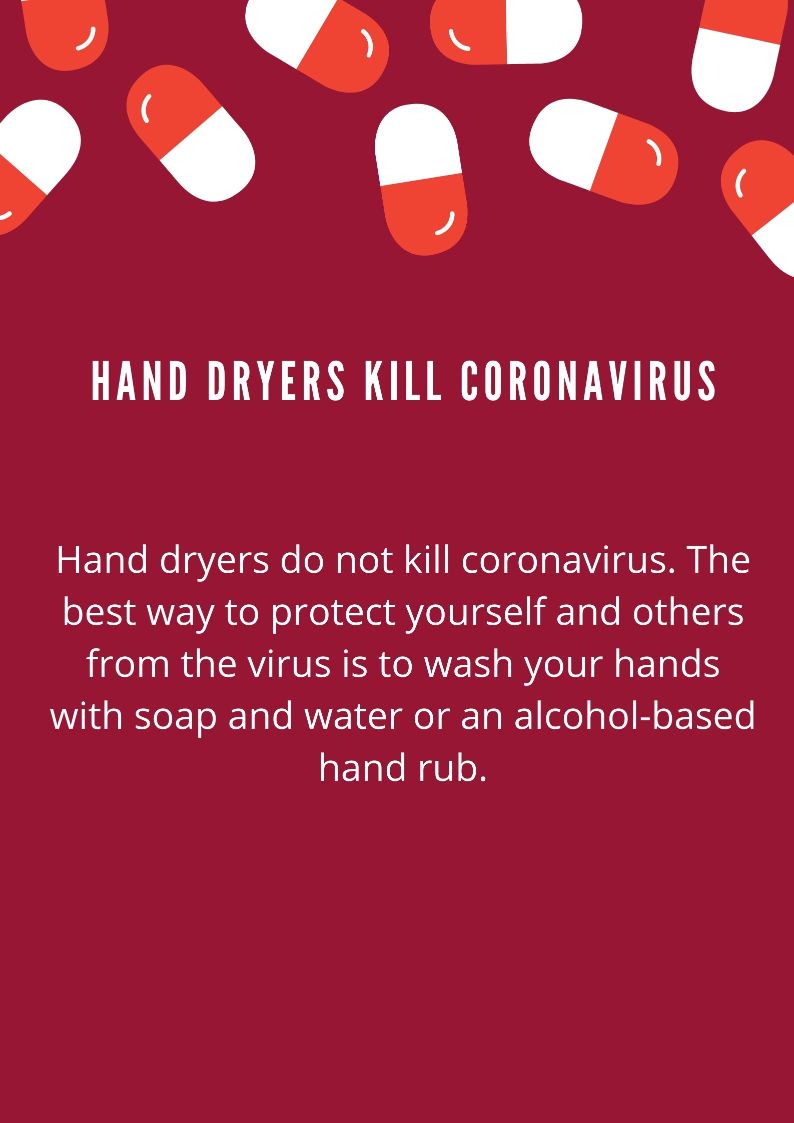 HAND DRYERS KILL CORONAVIRUS
Hand dryers do not kill coronavirus. The
best way to protect yourself and others
from the virus is to wash your hands
with soap and water or an alcohol-based
hand rub.